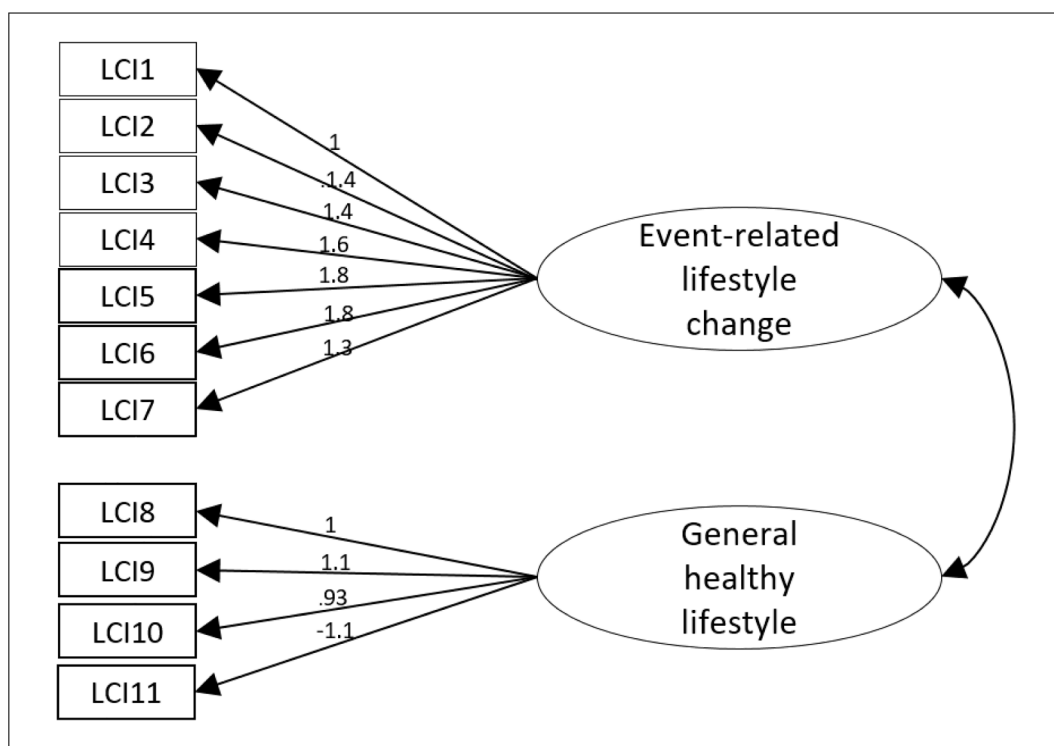 LCI1
LCI2
LCI3
LCI4
LCI5
LCI6
LCI7
1
.1.4
1.4
1.6
1.8
1.8
1.3
Event-related
lifestyle
change
LCI8
LCI9
LCI10
LCI11
1
1.1
.93
-1.1
General
healthy
lifestyle